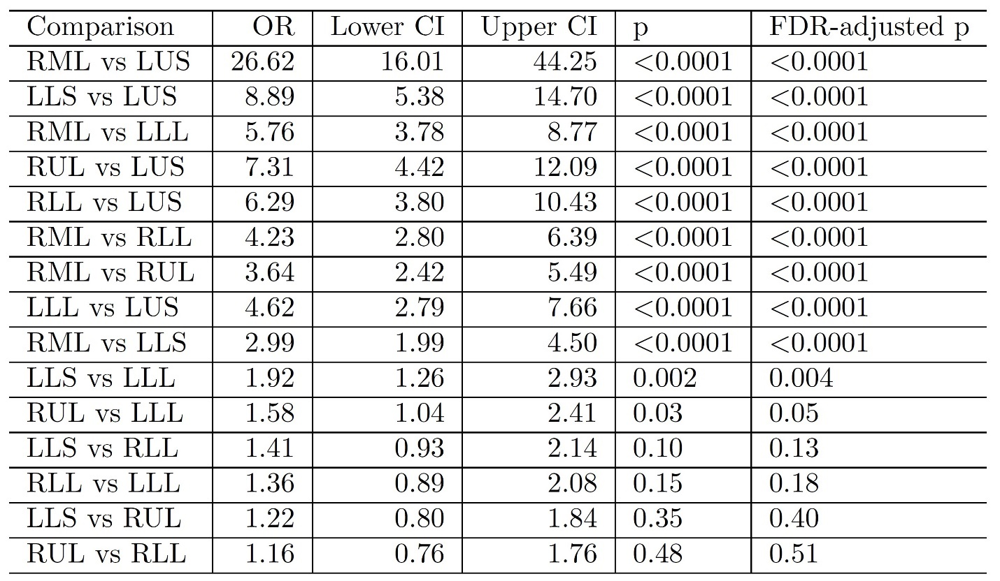 Comparison OR Lower CI Upper CI p FDR-adjusted p
RML vs LUS 26.62 16.01 44.25 <0.0001 <0.0001
LLS vs LUS 8.89 5.38 14.70 <0.0001 <0.0001
RML vs LLL 5.76 3.78 8.77 <0.0001 <0.0001
RUL vs LUS 7.31 4.42 12.09 <0.0001 <0.0001
RLL vs LUS 6.29 3.80 10.43 <0.0001 <0.0001
RML vs RLL 4.23 2.80 6.39 <0.0001 <0.0001
RML vs RUL 3.64 2.42 5.49 <0.0001 <0.0001
LLL vs LUS 4.62 2.79 7.66 <0.0001 <0.0001
RML vs LLS 2.99 1.99 4.50 <0.0001 <0.0001
LLS vs LLL 1.92 1.26 2.93 0.002 0.004
RUL vs LLL 1.58 1.04 2.41 0.03 0.05
LLS vs RLL 1.41 0.93 2.14 0.10 0.13
RLL vs LLL 1.36 0.89 2.08 0.15 0.18
LLS vs RUL 1.22 0.80 1.84 0.35 0.40
RUL vs RLL 1.16 0.76 1.76 0.48 0.51